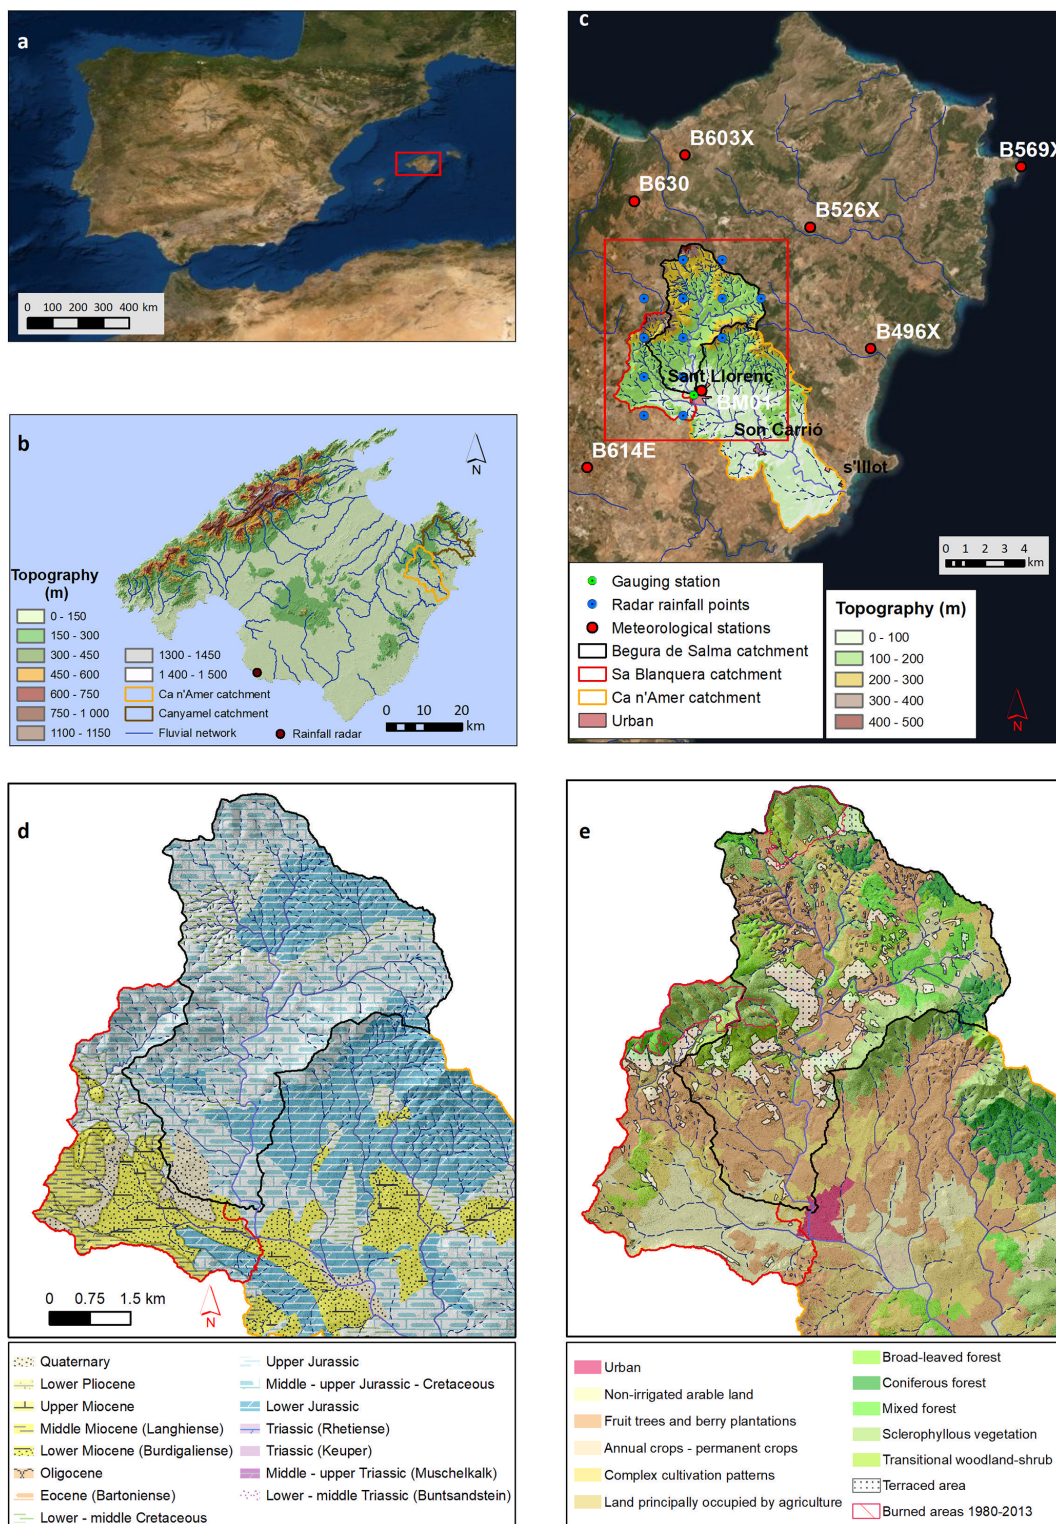 a
0 100 200 300 400 km
b
N
Topography
(m)
0 - 150
150 - 300
300 - 450
450 - 600
600 - 750
750 - 1 000
1100 - 1150
1300 - 1450
1 400 - 1 500
Ca n'Amer catchment
Canyamel catchment
Fluvial network
Rainfall radar
0 10 20
km
c
B603X
B569X
B630
B526X
B496X
Sant Llorenç
BM01
Son Carrió
B614E
s'Illot
0 1 2 3 4
km
Gauging station
Radar rainfall points
Meteorological stations
Begura de Salma catchment
Sa Blanquera catchment
Ca n'Amer catchment
Urban
Topography (m)
0 - 100
100 - 200
200 - 300
300 - 400
400 - 500
N
d
0 0.75 1.5 km
N
Quaternary
Lower Pliocene
Upper Miocene
Middle Miocene (Langhiense)
Lower Miocene (Burdigaliense)
Oligocene
Eocene (Bartoniense)
Lower - middle Cretaceous
Upper Jurassic
Middle - upper Jurassic - Cretaceous
Lower Jurassic
Triassic (Rhetiense)
Triassic (Keuper)
Middle - upper Triassic (Muschelkalk)
Lower - middle Triassic (Buntsandstein)
e
Urban
Non-irrigated arable land
Fruit trees and berry plantations
Annual crops - permanent crops
Complex cultivation patterns
Land principally occupied by agriculture
Broad-leaved forest
Coniferous forest
Mixed forest
Sclerophyllous vegetation
Transitional woodland-shrub
Terraced area
Burned areas 1980-2013